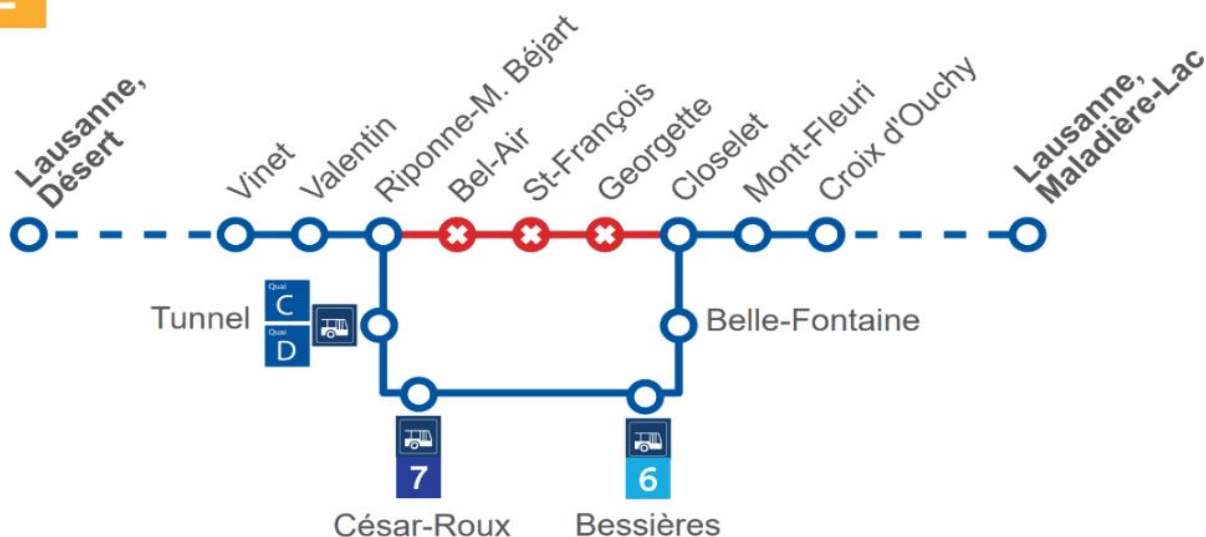 Lausanne,
Désert
Vinet
Valentin
Riponne-M. Béjart
Bel-Air
St-François
Georgette
Closelet
Mont-Fleuri
Croix d'Ouchy
Lausanne,
Maladière-Lac
Tunnel
Quai
C
Quai
D
Belle-Fontaine
7
César-Roux
6
Bessières